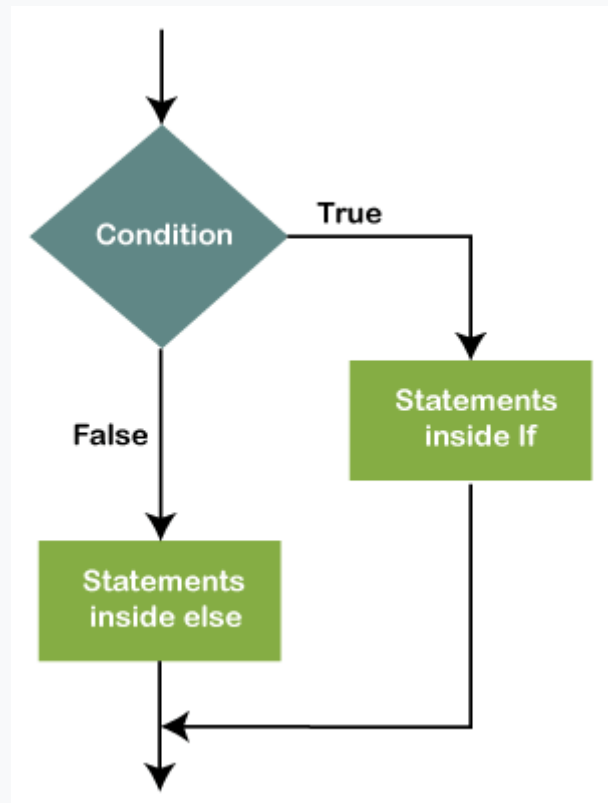 Condition
True
Statements
inside If
False
Statements
inside else